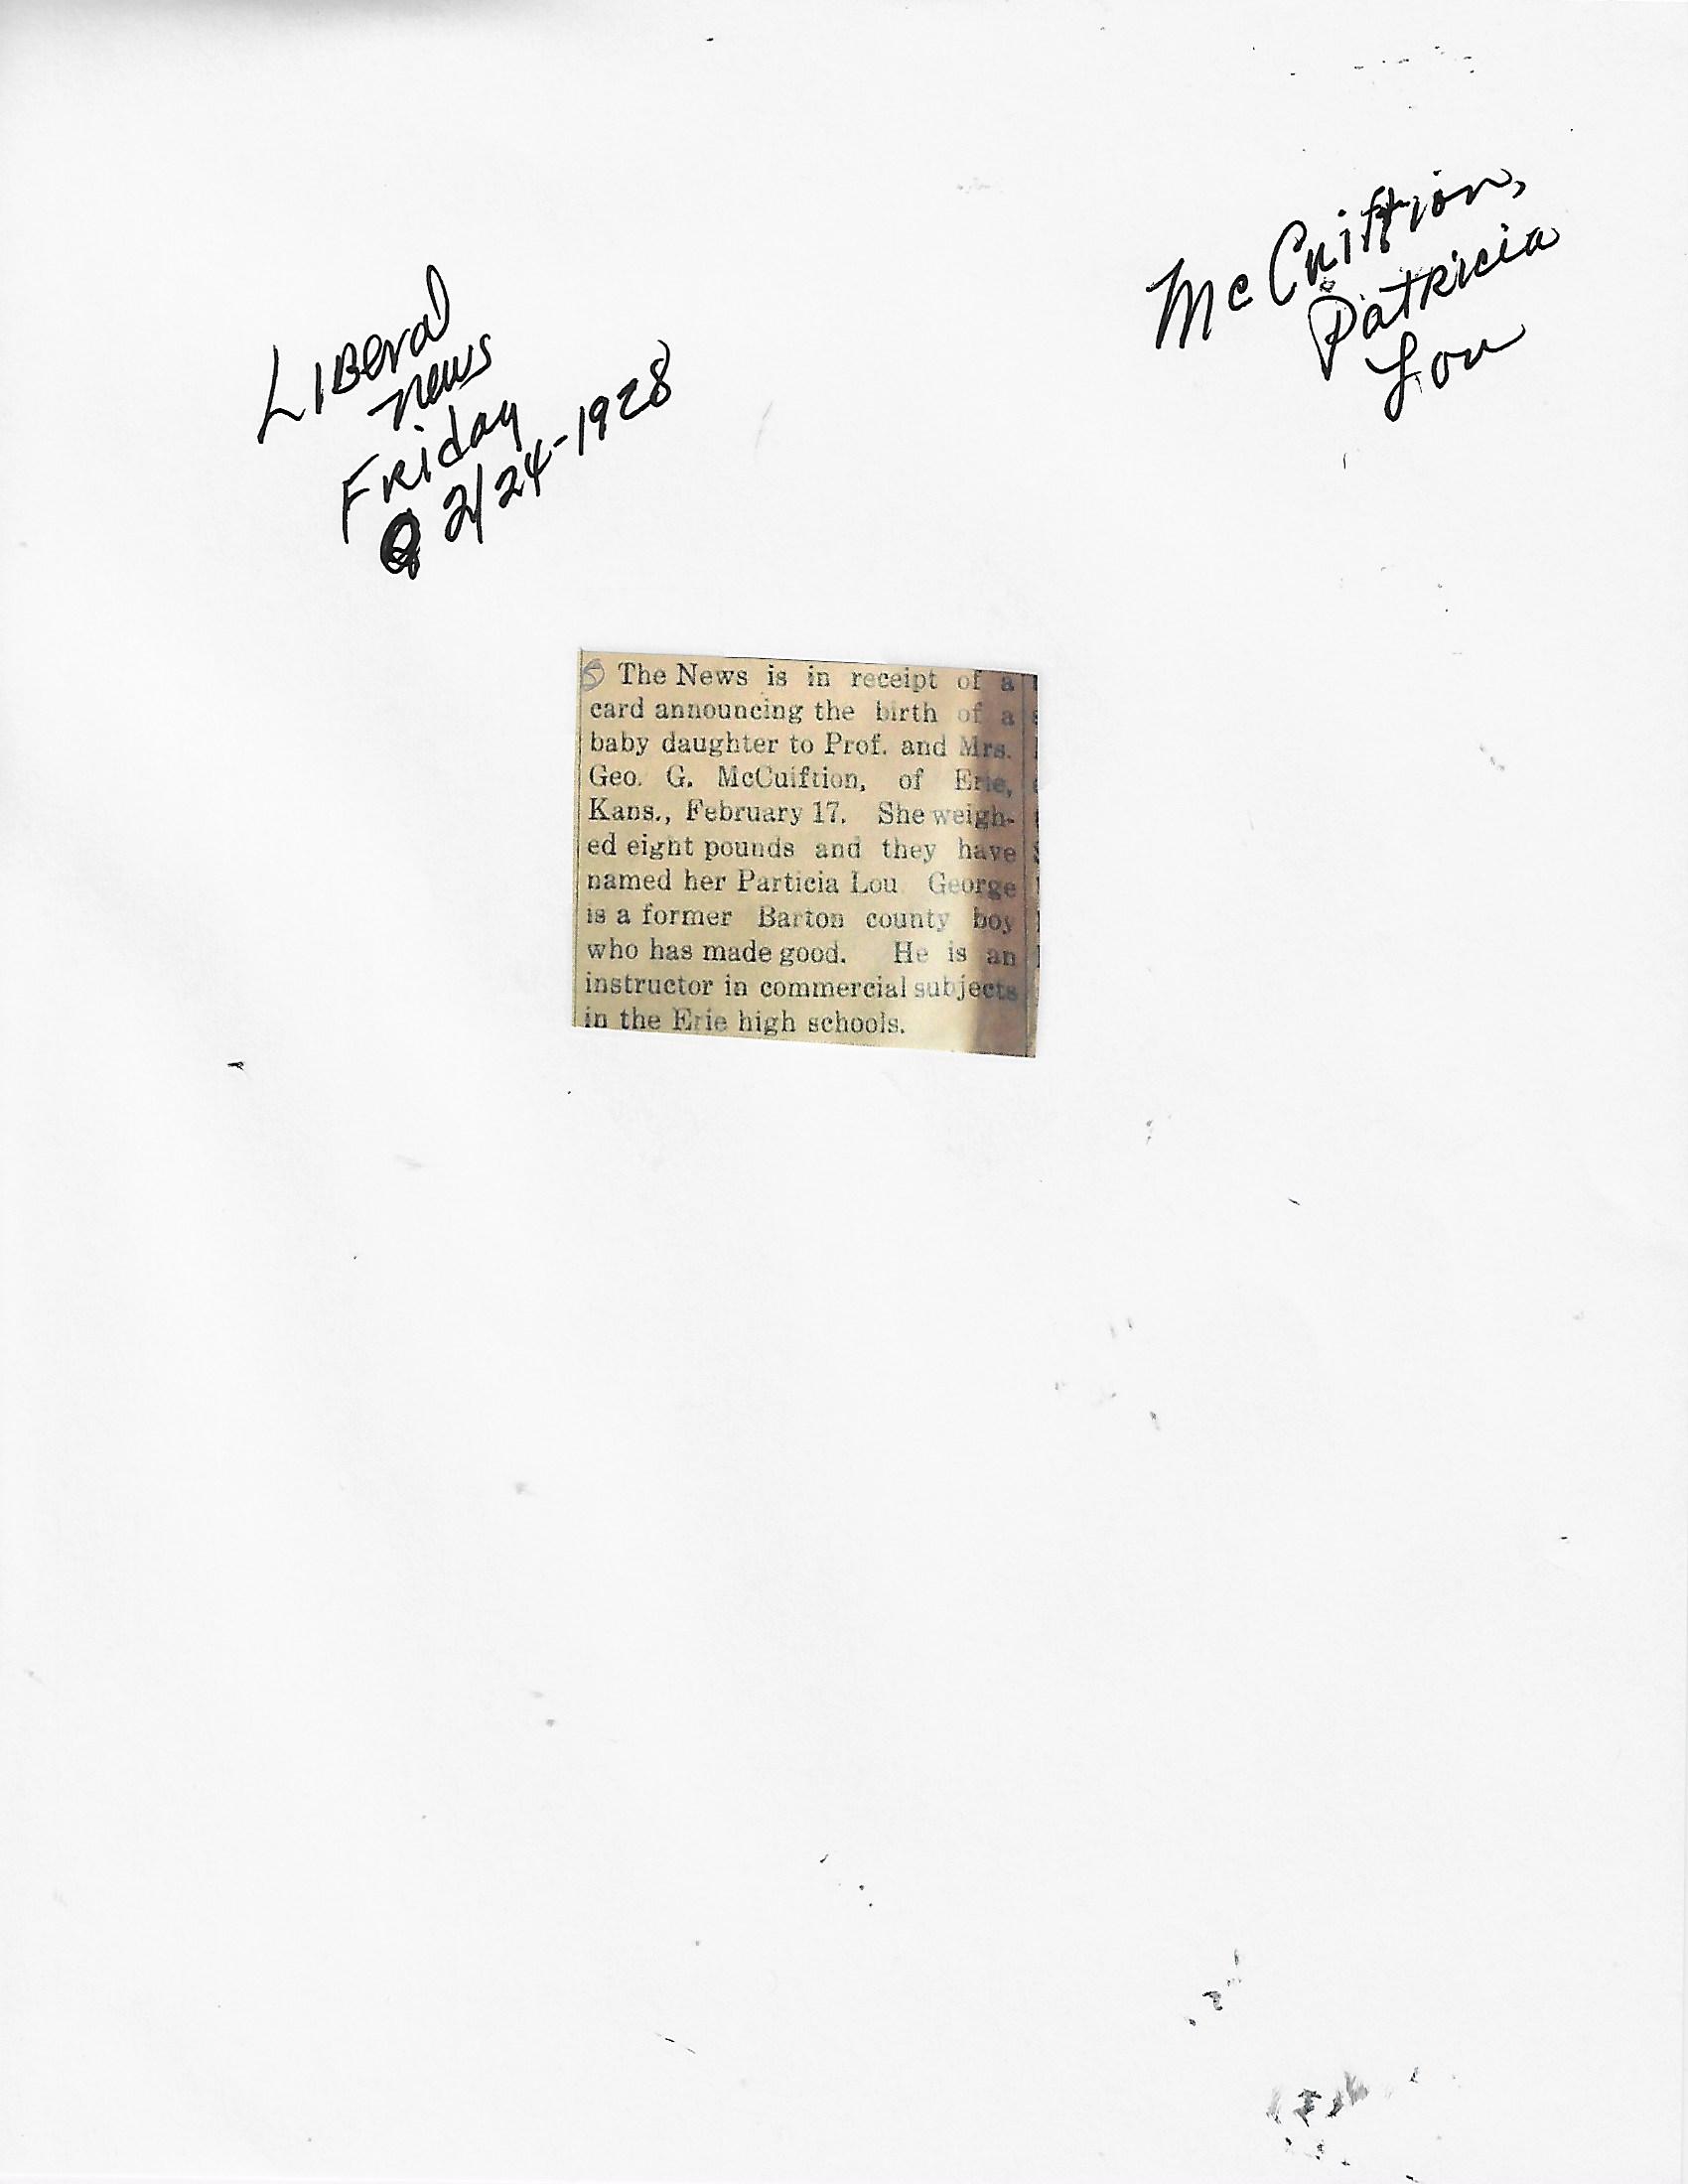 McCuiftion,
Patricia
Lou
LIBeral
news
Friday
2/24-1928
5 The News is in receipt of a
card announcing the birth of a
baby daughter to Prof. and Mrs.
Geo. G. McCuiftion, of Erie,
Kans., February 17. She weigh-
ed eight pounds and they have
named her Particia Lou George
is a former Barton county boy
who has made good. He is an
instructor in commercial subjects
in the Erie high schools.